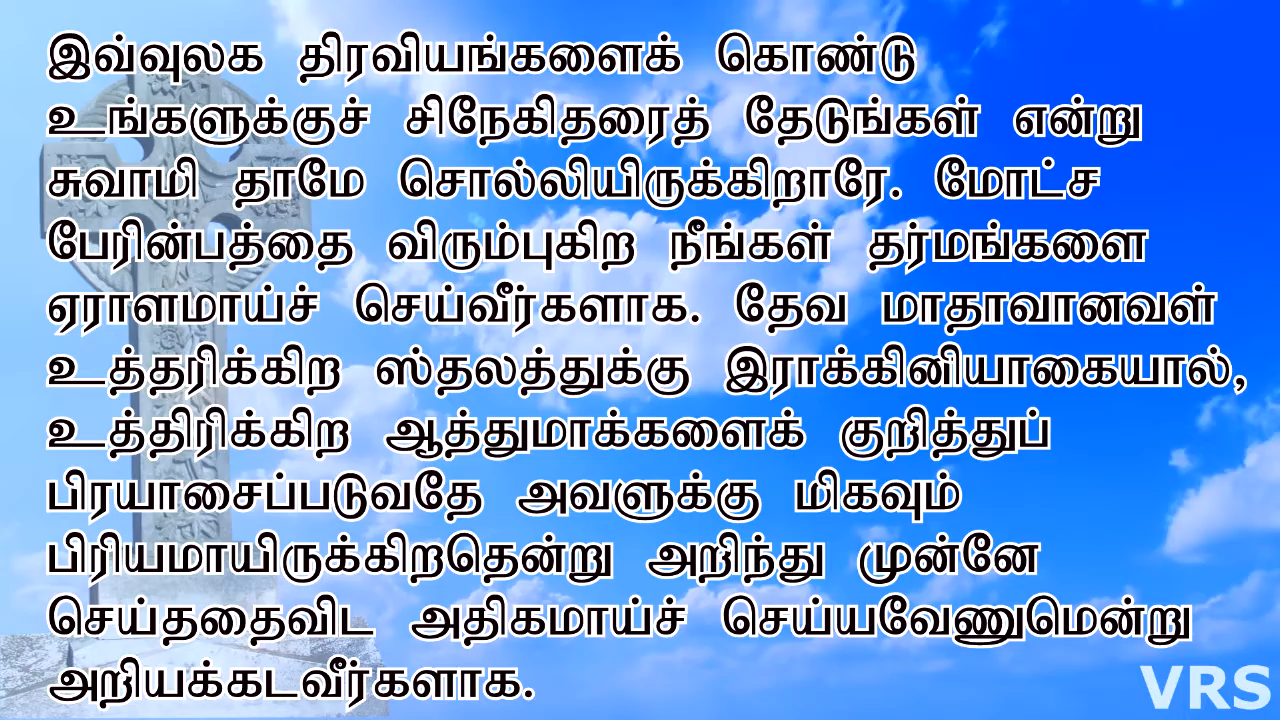 இவ்வுலக திரவியங்களைக் கொண்டு
உங்களுக்குச் சிநேகிதரைத் தேடுங்கள் என்று
சுவாமி தாமே சொல்லியிருக்கிறாரே. மோட்ச
பேரின்பத்தை விரும்புகிற நீங்கள் தர்மங்களை
ஏராளமாய்ச் செய்வீர்களாக. தேவ மாதாவானவள்
உத்தரிக்கிற ஸ்தலத்துக்கு இராக்கினியாகையால்,
உத்திரிக்கிற ஆத்துமாக்களைக் குறித்துப்
பிரயாசைப்படுவதே அவளுக்கு மிகவும்
பிரியமாயிருக்கிறதென்று அறிந்து முன்னே
செய்ததைவிட அதிகமாய்ச் செய்யவேணுமென்று
அறியக்கடவீர்களாக.
VRS